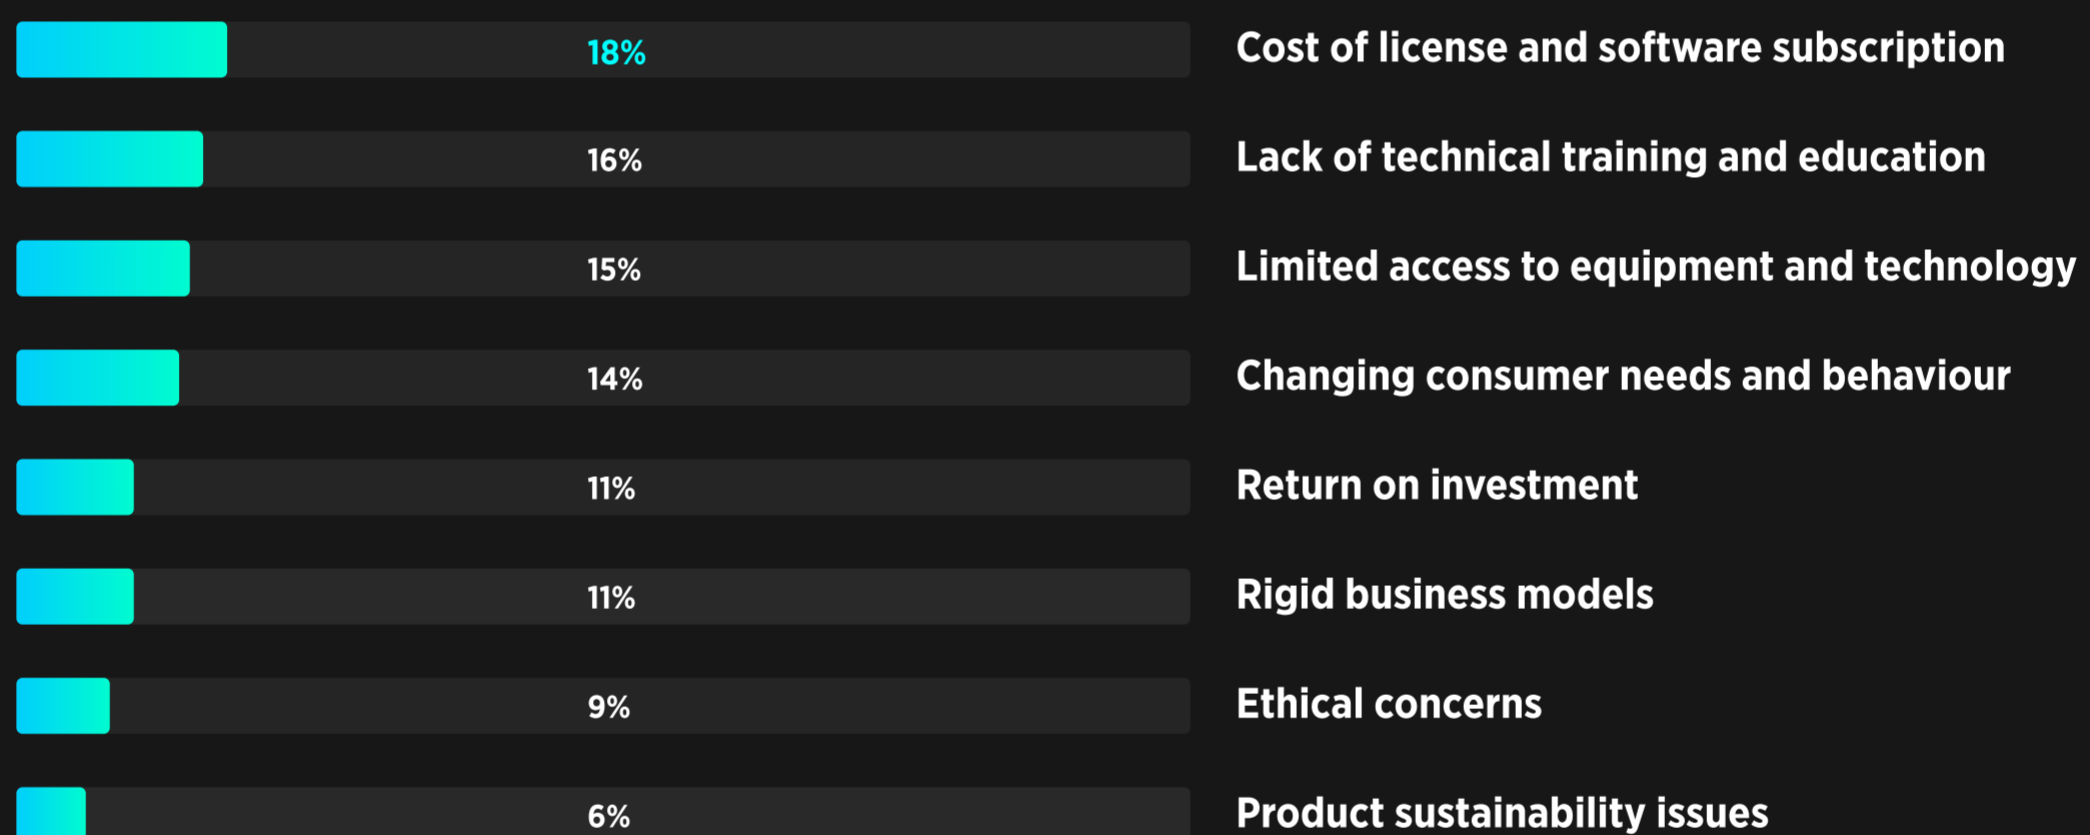 18% Cost of license and software subscription
16% Lack of technical training and education
15% Limited access to equipment and technology
14% Changing consumer needs and behaviour
11% Return on investment
11% Rigid business models
9% Ethical concerns
6% Product sustainability issues